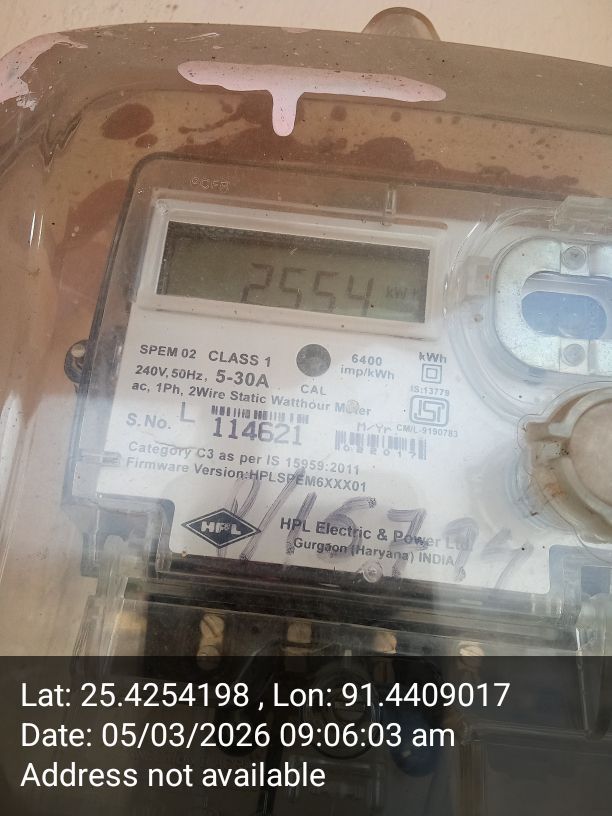 2554 kWh
SPEM 02 CLASS 1
6400 imp/kWh
kWh
240V, 50Hz, 5-30A
CAL
IS:13779
ac, 1Ph, 2Wire Static Watthour Meter
ISI
CM/L-9190783
S.No. L 114621
M/Yr
022017
Category C3 as per IS 15959:2011
Firmware Version:HPLSPEM6XXX01
HPL
HPL Electric & Power Ltd.
Gurgaon (Haryana) INDIA
Lat: 25.4254198 , Lon: 91.4409017
Date: 05/03/2026 09:06:03 am
Address not available